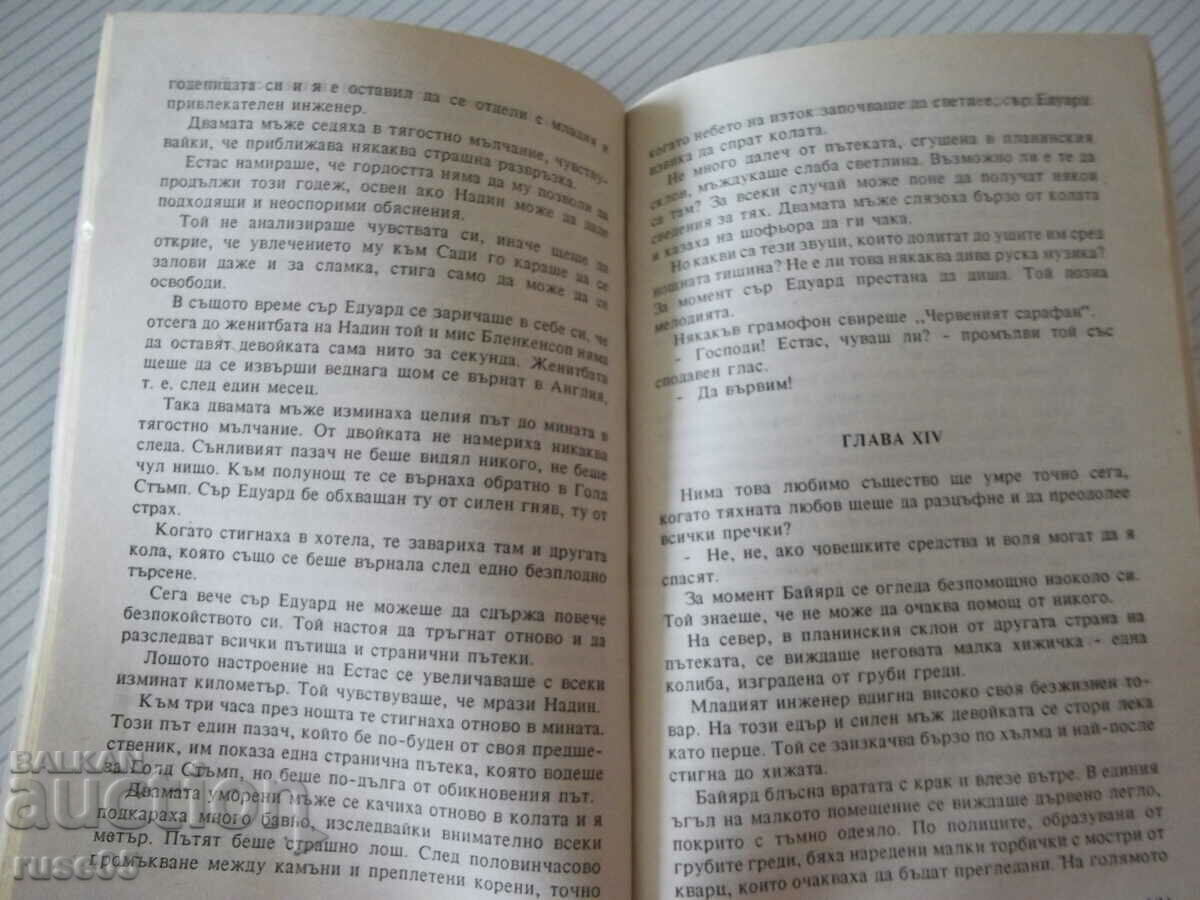 годеницата си и я е оставил да се отдели с младия и
привлекателен инженер.
Двамата мъже седяха в тягостно мълчание, чувству-
вайки, че приближава някаква страшна развръзка.
Естас намираше, че гордостта няма да му позволи да
продължи този годеж, освен ако Надин може да даде
подходящи и неоспорими обяснения.
Той не анализираше чувствата си, иначе щеше да
открие, че увлечението му към Сади го караше да се
залови даже и за сламка, стига само да може да се
освободи.
В същото време сър Едуард се заричаше в себе си, че
отсега до женитбата на Надин той и мис Бленкенсоп няма
да оставят девойката сама нито за секунда. Женитбата
щеше да се извърши веднага щом се върнат в Англия,
т. е. след един месец.
Така двамата мъже изминаха целия път до мината в
тягостно мълчание. От двойката не намериха никаква
следа. Сънливият пазач не беше видял никого, не беше
чул нищо. Към полунощ те се върнаха обратно в Голд
Стъмп. Сър Едуард бе обхващан ту от силен гняв, ту от
страх.
Когато стигнаха в хотела, те завариха там и другата
кола, която също се беше върнала след едно безплодно
търсене.
Сега вече сър Едуард не можеше да сдържа повече
безпокойството си. Той настоя да тръгнат отново и да
разследват всички пътища и странични пътеки.
Лошото настроение на Естас се увеличаваше с всеки
изминат километър. Той чувствуваше, че мрази Надин.
Към три часа през нощта те стигнаха отново в мината.
Този път един пазач, който бе по-буден от своя предше-
ственик, им показа една странична пътека, която водеше
за Голд Стъмп, но беше по-дълга от обикновения път.
Двамата уморени мъже се качиха отново в колата и я
подкараха много бавно, изследвайки внимателно всеки
метър. Пътят беше страшно лош. След половинчасово
промъкване между камъни и преплетени корени, точно
когато небето на изток започваше да светлее, сър Едуард
извика да спрат колата.
Не много далеч от пътеката, сгушена в планинския
склон, мъждукаше слаба светлина. Възможно ли е те да
са там? За всеки случай може поне да получат някои
сведения за тях. Двамата мъже слязоха бързо от колата
и казаха на шофьора да ги чака.
Но какви са тези звуци, които долитат до ушите им сред
нощната тишина? Не е ли това някаква дива руска музика?
За момент сър Едуард престана да диша. Той позна
мелодията.
Някакъв грамофон свиреше „Червеният сарафан".
- Господи! Естас, чуваш ли? - промълви той със
сподавен глас.
- Да вървим!
ГЛАВА XIV
Нима това любимо същество ще умре точно сега,
когато тяхната любов щеше да разцъфне и да преодолее
всички пречки?
- Не, не, ако човешките средства и воля могат да я
спасят.
За момент Байярд се огледа безпомощно наоколо си.
Той знаеше, че не може да очаква помощ от никого.
На север, в планинския склон от другата страна на
пътеката, се виждаше неговата малка хижичка - една
колиба, изградена от груби греди.
Младият инженер вдигна високо своя безжизнен то-
вар. На този едър и силен мъж девойката се стори лека
като перце. Той се заизкачва бързо по хълма и най-после
стигна до хижата.
Байярд блъсна вратата с крак и влезе вътре. В единия
ъгъл на малкото помещение се виждаше дървено легло,
покрито с тъмно одеяло. По полиците, образувани от
грубите греди, бяха наредени малки торбички с мостри от
кварц, които очакваха да бъдат прегледани. На голямото
BALKAN
auction
ruse03